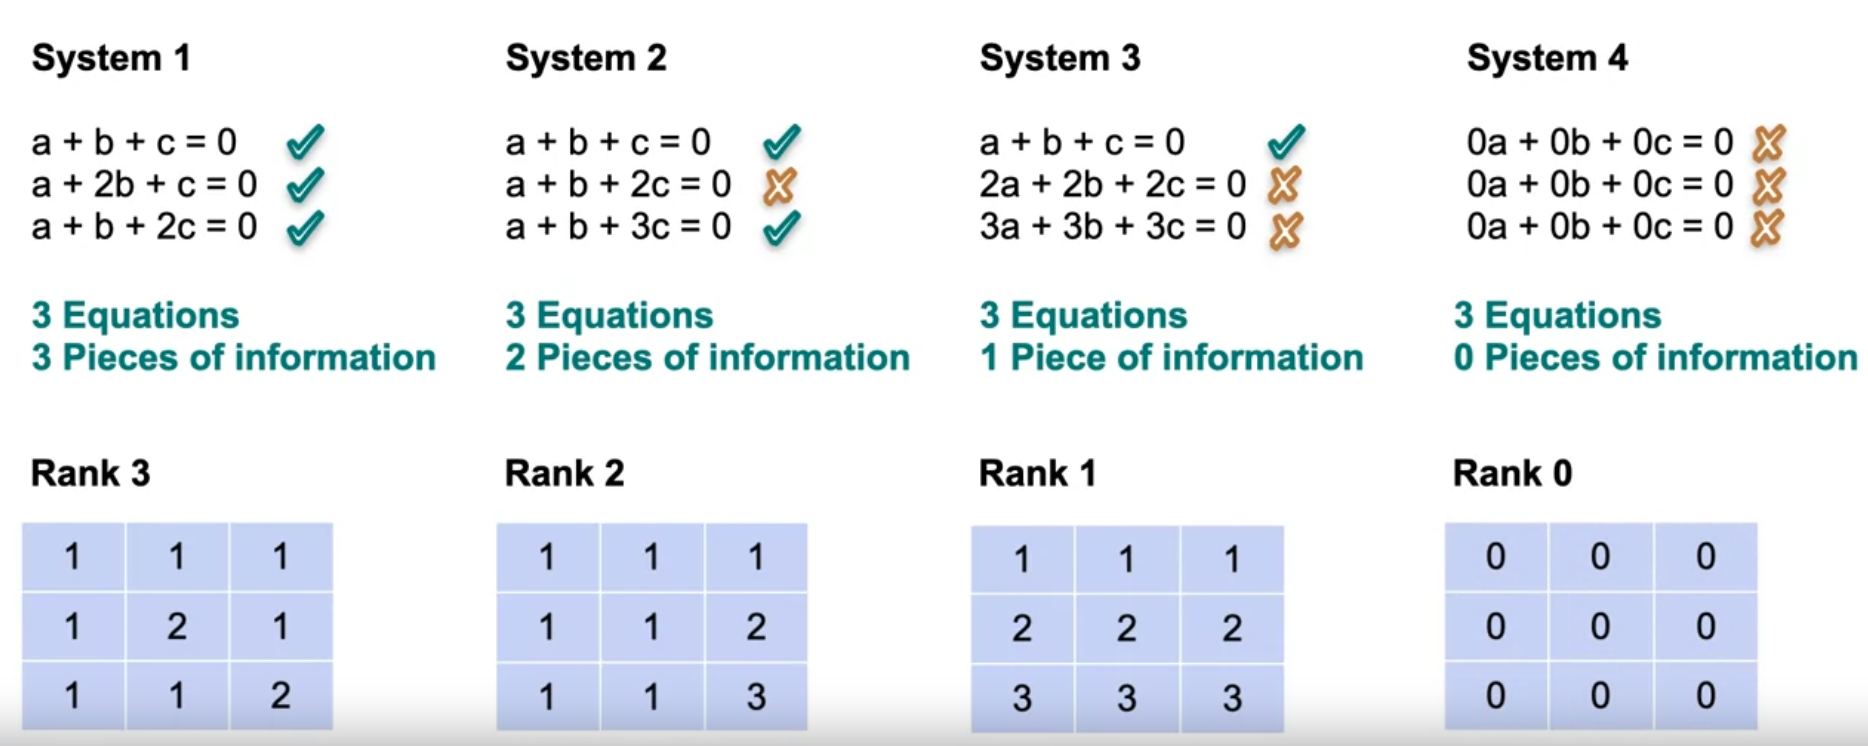 System 1
a + b + c = 0
a + 2b + c = 0
a + b + 2c = 0
3 Equations
3 Pieces of information
Rank 3
1 1 1
1 2 1
1 1 2
System 2
a + b + c = 0
a + b + 2c = 0
a + b + 3c = 0
3 Equations
2 Pieces of information
Rank 2
1 1 1
1 1 2
1 1 3
System 3
a + b + c = 0
2a + 2b + 2c = 0
3a + 3b + 3c = 0
3 Equations
1 Piece of information
Rank 1
1 1 1
2 2 2
3 3 3
System 4
0a + 0b + 0c = 0
0a + 0b + 0c = 0
0a + 0b + 0c = 0
3 Equations
0 Pieces of information
Rank 0
0 0 0
0 0 0
0 0 0